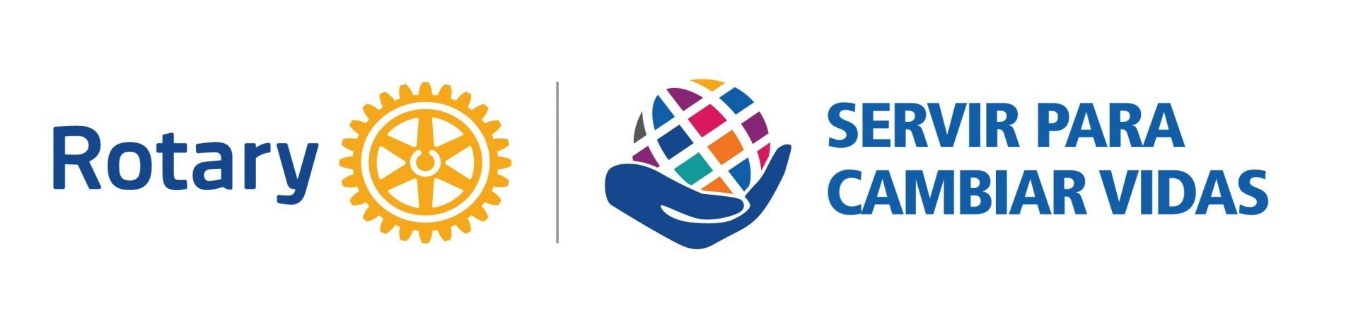 Rotary
SERVIR PARA
CAMBIAR VIDAS